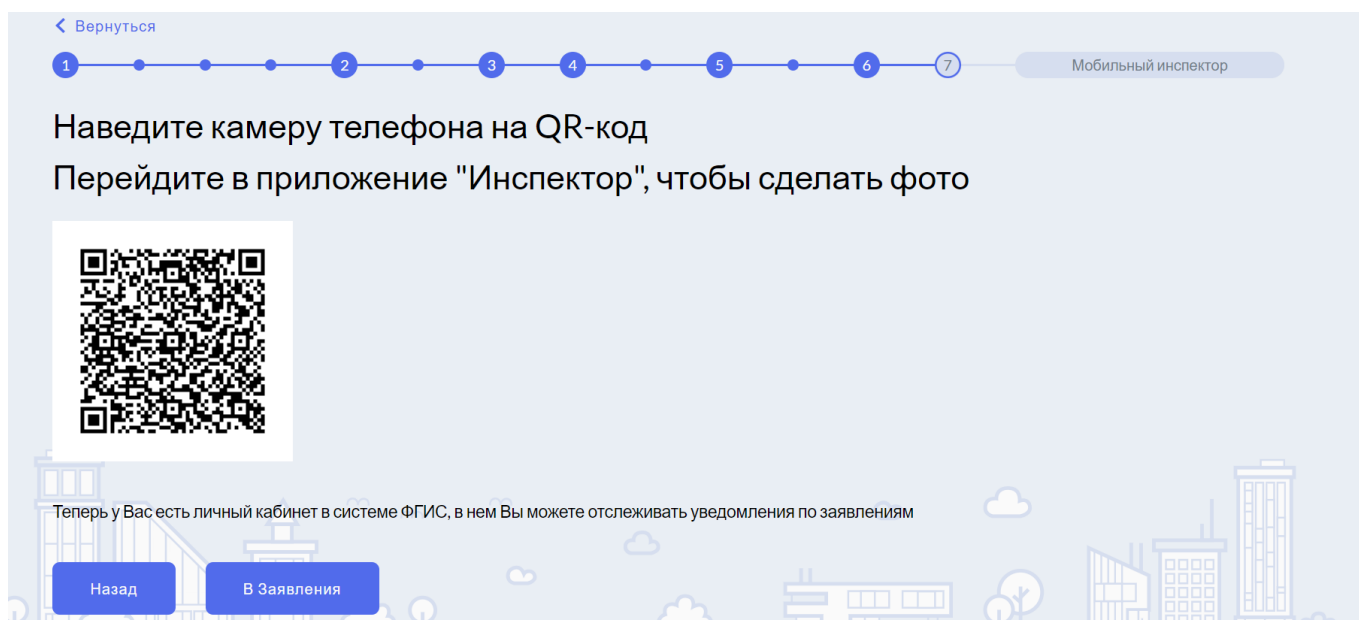 Вернуться
1 2 3 4 5 6 7 Мобильный инспектор
Наведите камеру телефона на QR-код
Перейдите в приложение "Инспектор", чтобы сделать фото
Теперь у Вас есть личный кабинет в системе ФГИС, в нем Вы можете отслеживать уведомления по заявлениям
Назад В Заявления